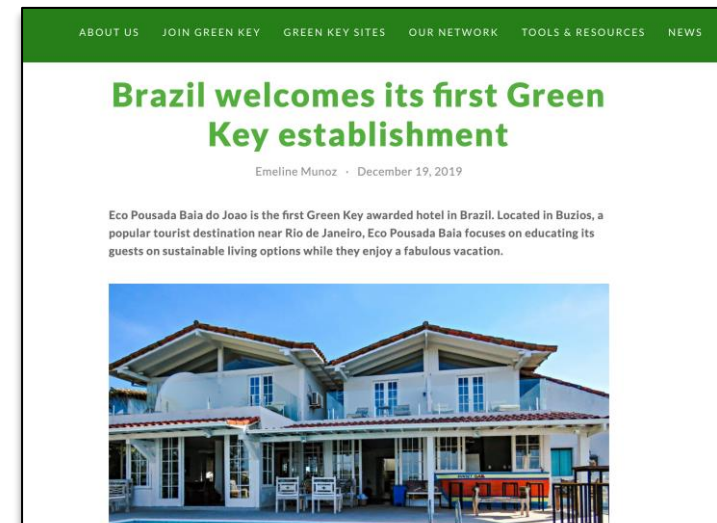 ABOUT US JOIN GREEN KEY GREEN KEY SITES OUR NETWORK TOOLS & RESOURCES NEWS
Brazil welcomes its first Green
Key establishment
Emeline Munoz · December 19, 2019
Eco Pousada Baia do Joao is the first Green Key awarded hotel in Brazil. Located in Buzios, a
popular tourist destination near Rio de Janeiro, Eco Pousada Baia focuses on educating its
guests on sustainable living options while they enjoy a fabulous vacation.